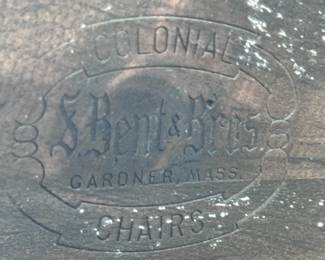 COLONIAL
S. Bent & Bros.
GARDNER, MASS.
CHAIRS